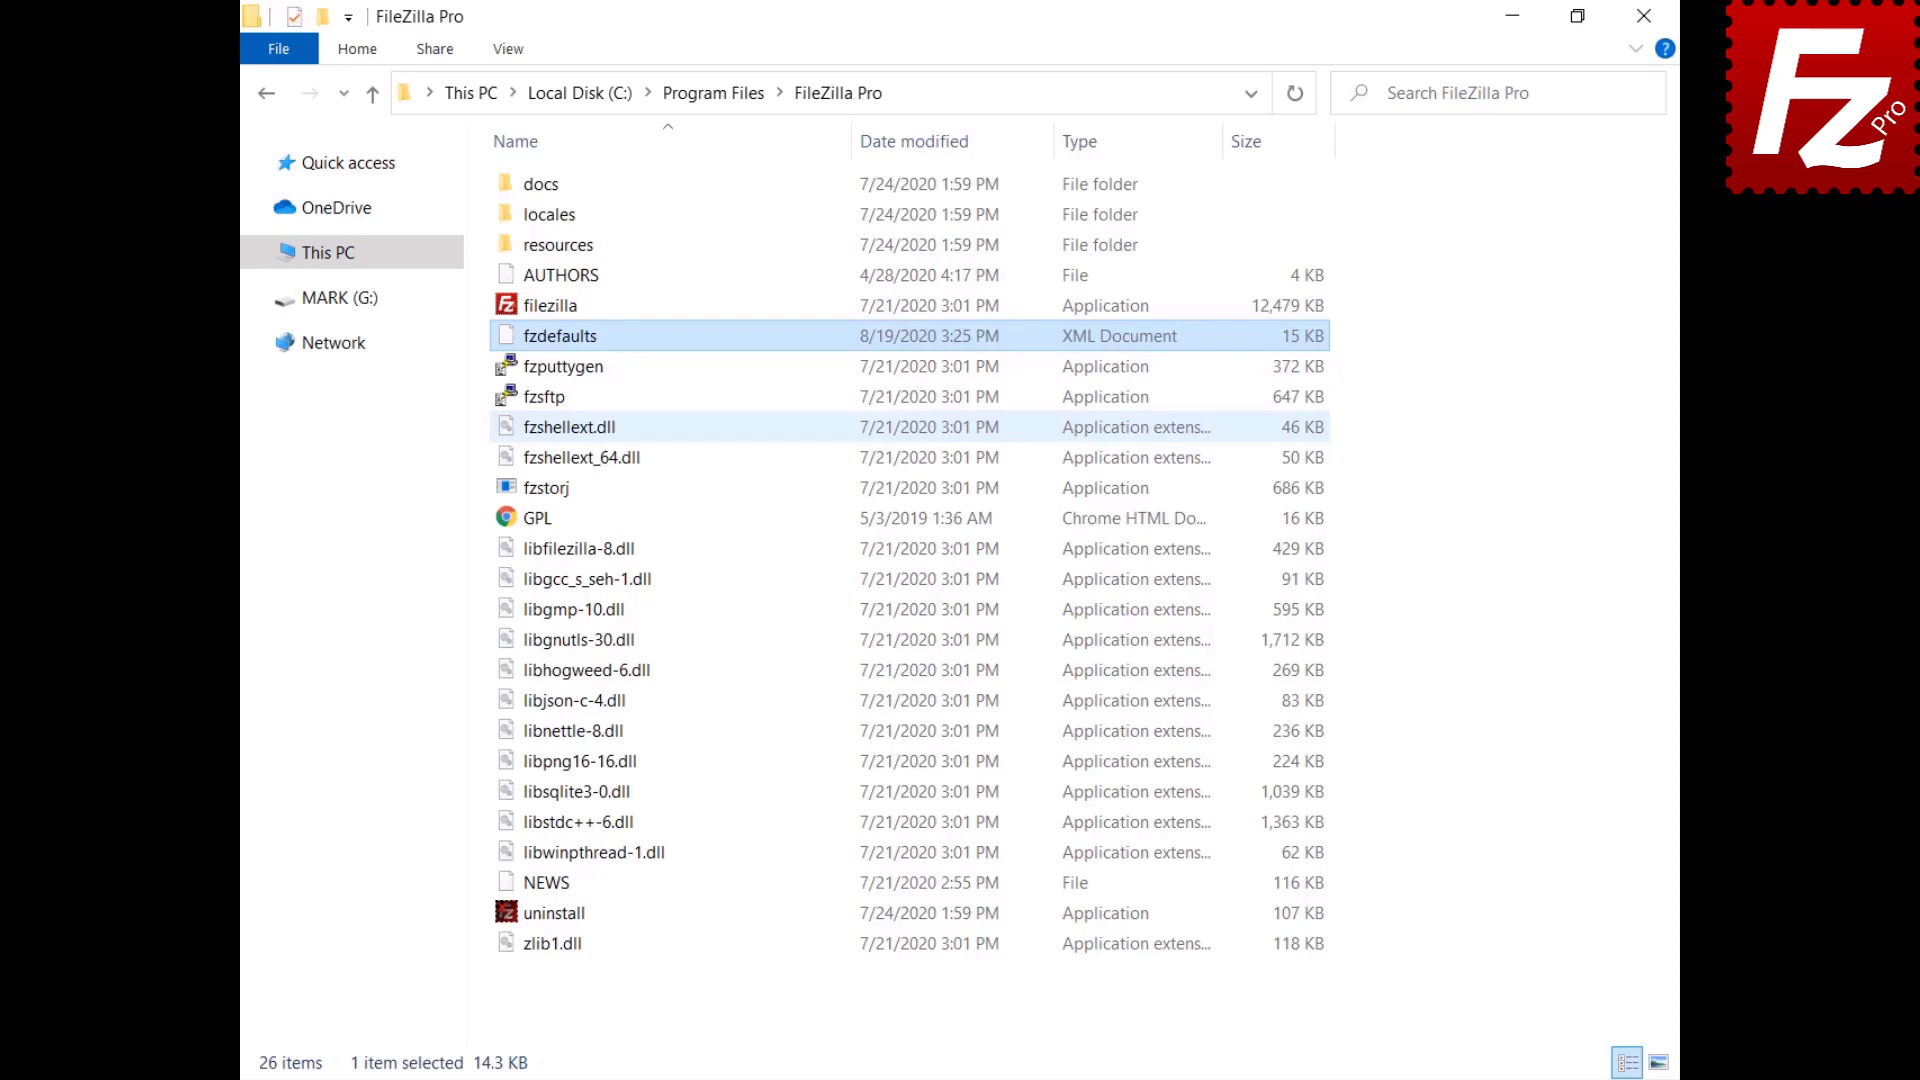 FileZilla Pro
File Home Share View
This PC > Local Disk (C:) > Program Files > FileZilla Pro
Search FileZilla Pro
FZ Pro
Quick access
OneDrive
This PC
MARK (G:)
Network
Name Date modified Type Size
docs 7/24/2020 1:59 PM File folder
locales 7/24/2020 1:59 PM File folder
resources 7/24/2020 1:59 PM File folder
AUTHORS 4/28/2020 4:17 PM File 4 KB
filezilla 7/21/2020 3:01 PM Application 12,479 KB
fzdefaults 8/19/2020 3:25 PM XML Document 15 KB
fzputtygen 7/21/2020 3:01 PM Application 372 KB
fzsftp 7/21/2020 3:01 PM Application 647 KB
fzshellext.dll 7/21/2020 3:01 PM Application extens... 46 KB
fzshellext_64.dll 7/21/2020 3:01 PM Application extens... 50 KB
fzstorj 7/21/2020 3:01 PM Application 686 KB
GPL 5/3/2019 1:36 AM Chrome HTML Do... 16 KB
libfilezilla-8.dll 7/21/2020 3:01 PM Application extens... 429 KB
libgcc_s_seh-1.dll 7/21/2020 3:01 PM Application extens... 91 KB
libgmp-10.dll 7/21/2020 3:01 PM Application extens... 595 KB
libgnutls-30.dll 7/21/2020 3:01 PM Application extens... 1,712 KB
libhogweed-6.dll 7/21/2020 3:01 PM Application extens... 269 KB
libjson-c-4.dll 7/21/2020 3:01 PM Application extens... 83 KB
libnettle-8.dll 7/21/2020 3:01 PM Application extens... 236 KB
libpng16-16.dll 7/21/2020 3:01 PM Application extens... 224 KB
libsqlite3-0.dll 7/21/2020 3:01 PM Application extens... 1,039 KB
libstdc++-6.dll 7/21/2020 3:01 PM Application extens... 1,363 KB
libwinpthread-1.dll 7/21/2020 3:01 PM Application extens... 62 KB
NEWS 7/21/2020 2:55 PM File 116 KB
uninstall 7/24/2020 1:59 PM Application 107 KB
zlib1.dll 7/21/2020 3:01 PM Application extens... 118 KB
26 items 1 item selected 14.3 KB